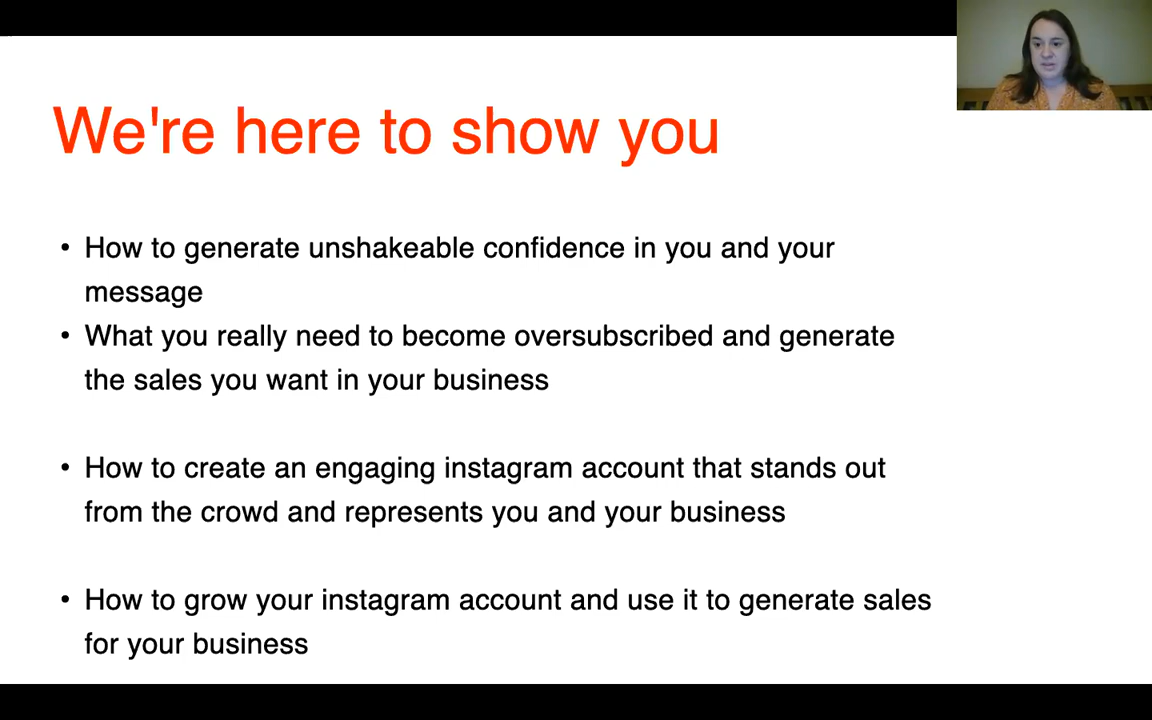 We're here to show you
• How to generate unshakeable confidence in you and your
message
• What you really need to become oversubscribed and generate
the sales you want in your business
• How to create an engaging instagram account that stands out
from the crowd and represents you and your business
• How to grow your instagram account and use it to generate sales
for your business